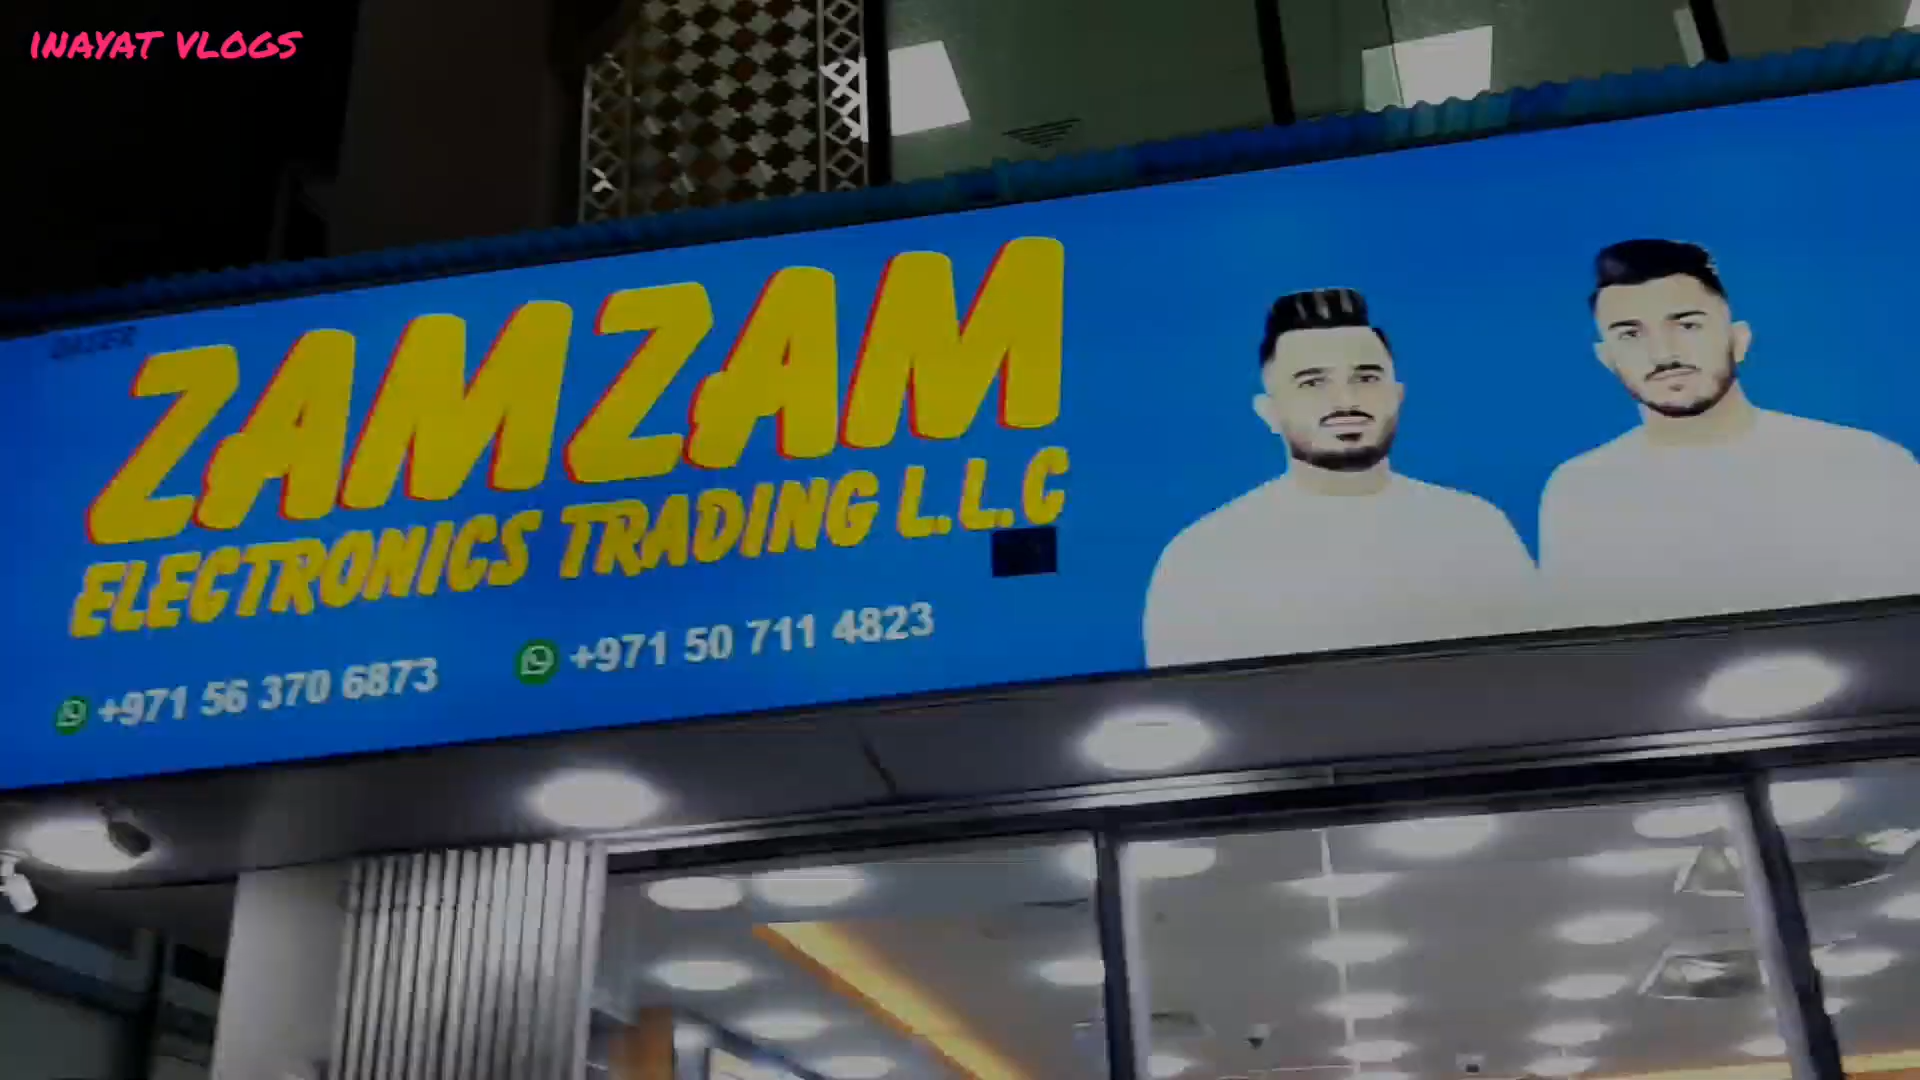 INAYAT VLOGS
ZAMZAM
ELECTRONICS TRADING L.L.C
+971 56 370 6873
+971 50 711 4823